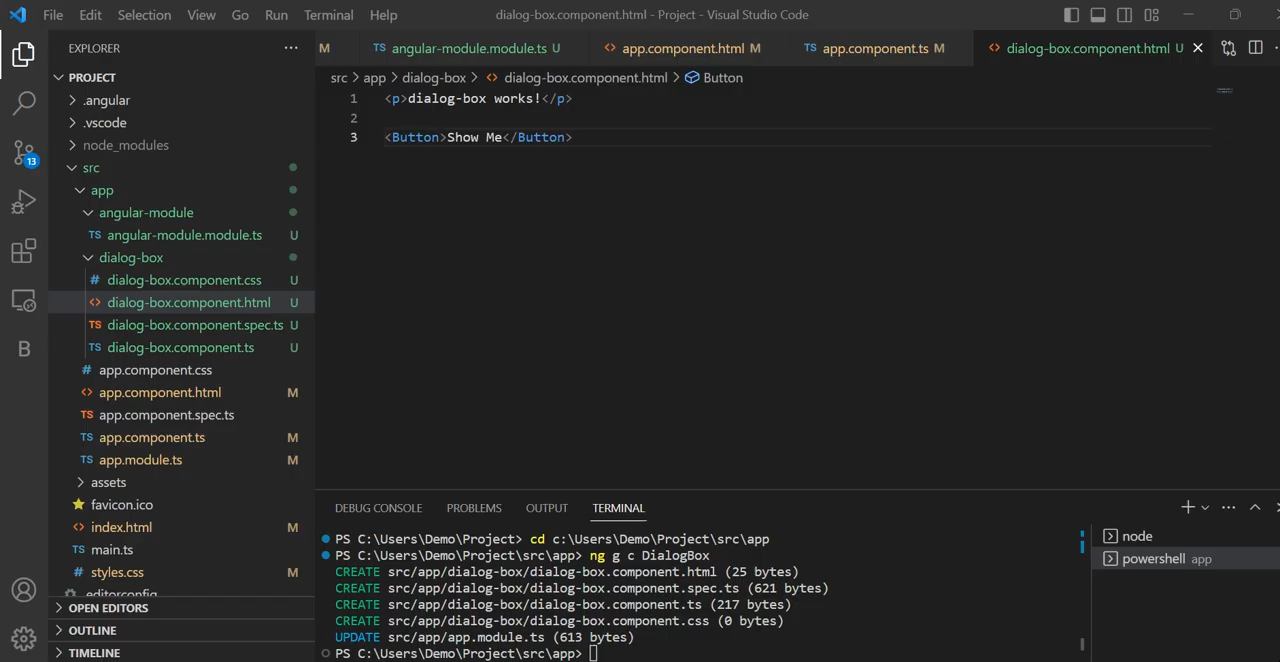 File Edit Selection View Go Run Terminal Help dialog-box.component.html - Project - Visual Studio Code
EXPLORER
M angular-module.module.ts U app.component.html M TS app.component.ts M dialog-box.component.html U
TS
PROJECT
src > app > dialog-box > dialog-box.component.html > Button
.angular
.vscode
node_modules
src
app
angular-module
TS angular-module.module.ts U
dialog-box
# dialog-box.component.css U
dialog-box.component.html U
TS dialog-box.component.spec.ts U
TS dialog-box.component.ts U
# app.component.css
app.component.html M
TS app.component.spec.ts
TS app.component.ts M
TS app.module.ts M
assets
favicon.ico
index.html M
TS main.ts
# styles.css M
.editorconfig
OPEN EDITORS
OUTLINE
TIMELINE
13
B
1 <p>dialog-box works!</p>
2
3 <Button>Show Me</Button>
DEBUG CONSOLE PROBLEMS OUTPUT TERMINAL
PS C:\Users\Demo\Project> cd c:\Users\Demo\Project\src\app
PS C:\Users\Demo\Project\src\app> ng g c DialogBox
CREATE src/app/dialog-box/dialog-box.component.html (25 bytes)
CREATE src/app/dialog-box/dialog-box.component.spec.ts (621 bytes)
CREATE src/app/dialog-box/dialog-box.component.ts (217 bytes)
CREATE src/app/dialog-box/dialog-box.component.css (0 bytes)
UPDATE src/app/app.module.ts (613 bytes)
PS C:\Users\Demo\Project\src\app>
node
powershell app